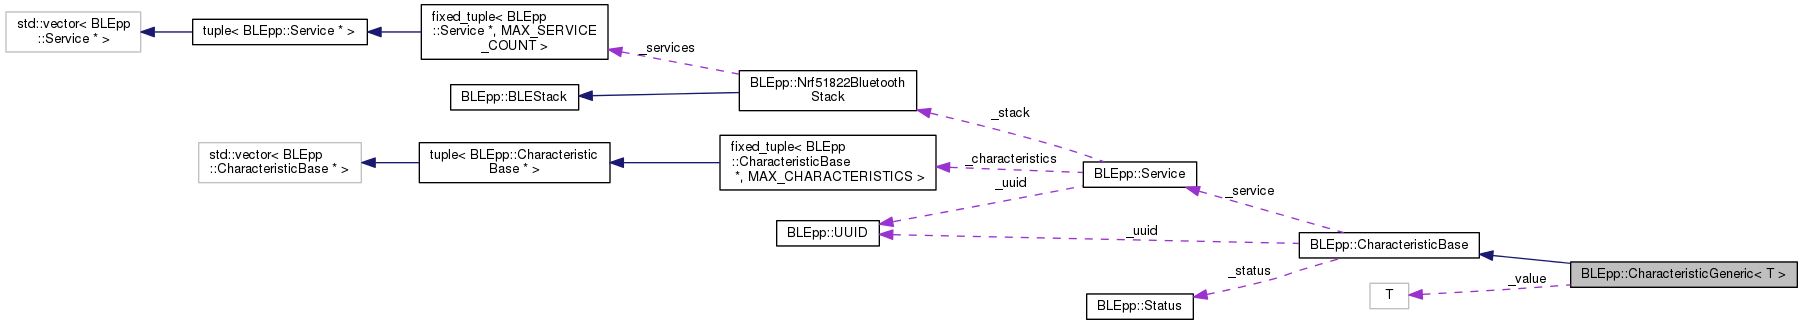 std::vector< BLEpp
::Service * >
tuple< BLEpp::Service * >
fixed_tuple< BLEpp
::Service *, MAX_SERVICE
_COUNT >
_services
BLEpp::BLEStack
BLEpp::Nrf51822Bluetooth
Stack
_stack
std::vector< BLEpp
::CharacteristicBase * >
tuple< BLEpp::Characteristic
Base * >
fixed_tuple< BLEpp
::CharacteristicBase
*, MAX_CHARACTERISTICS >
_characteristics
BLEpp::Service
_uuid
_service
BLEpp::UUID
_uuid
BLEpp::CharacteristicBase
_status
BLEpp::CharacteristicGeneric< T >
_value
T
BLEpp::Status